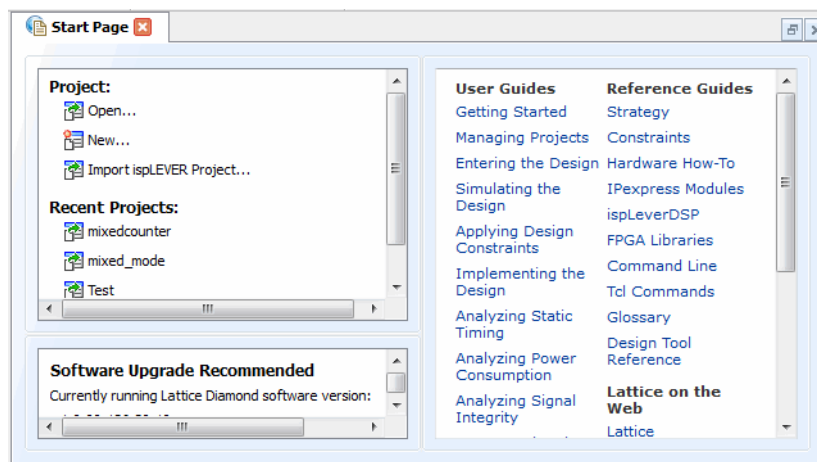 Start Page
Project:
Open...
New...
Import ispLEVER Project...
Recent Projects:
mixedcounter
mixed_mode
Test
Software Upgrade Recommended
Currently running Lattice Diamond software version:
User Guides
Getting Started
Managing Projects
Entering the Design
Simulating the
Design
Applying Design
Constraints
Implementing the
Design
Analyzing Static
Timing
Analyzing Power
Consumption
Analyzing Signal
Integrity
Reference Guides
Strategy
Constraints
Hardware How-To
IPexpress Modules
ispLeverDSP
FPGA Libraries
Command Line
Tcl Commands
Glossary
Design Tool
Reference
Lattice on the
Web
Lattice